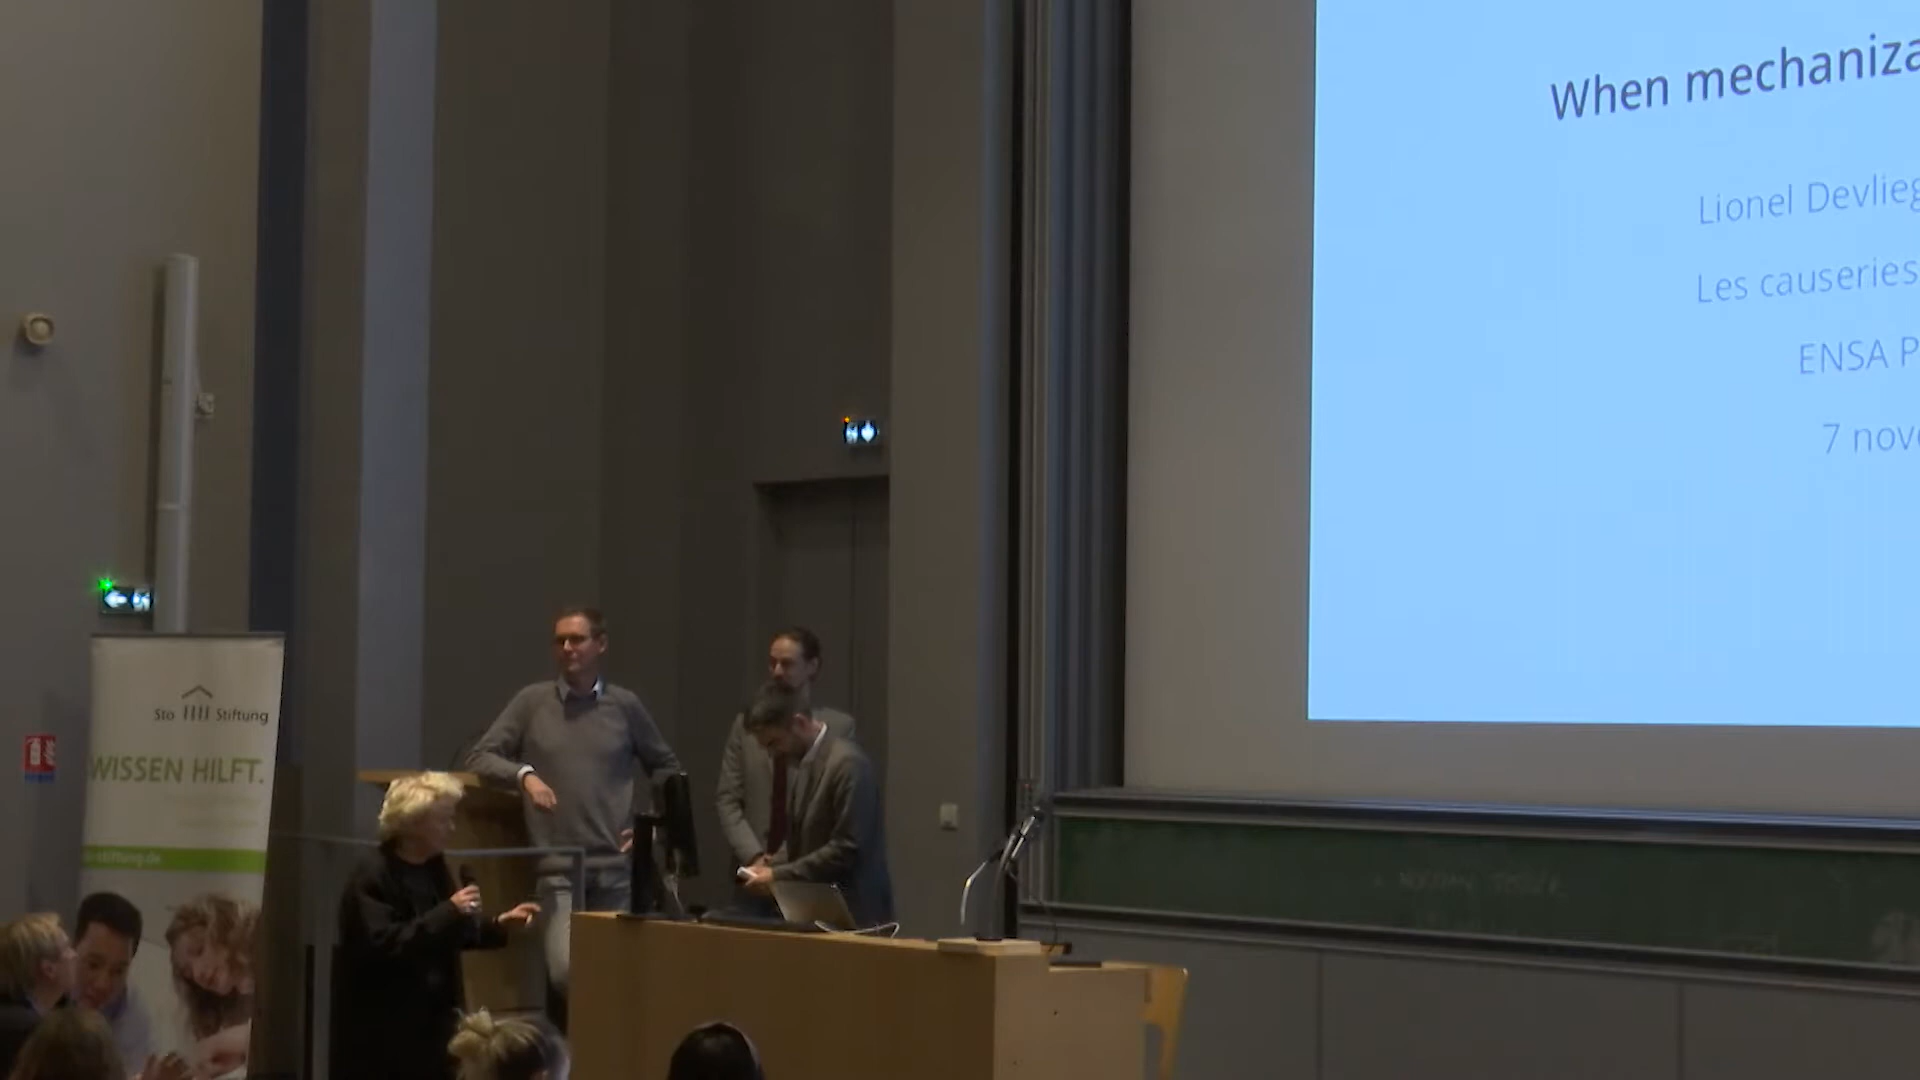 When mechaniza
Lionel Devlieg
Les causeries
ENSA P
7 nov
Sto Stiftung
WISSEN HILFT.